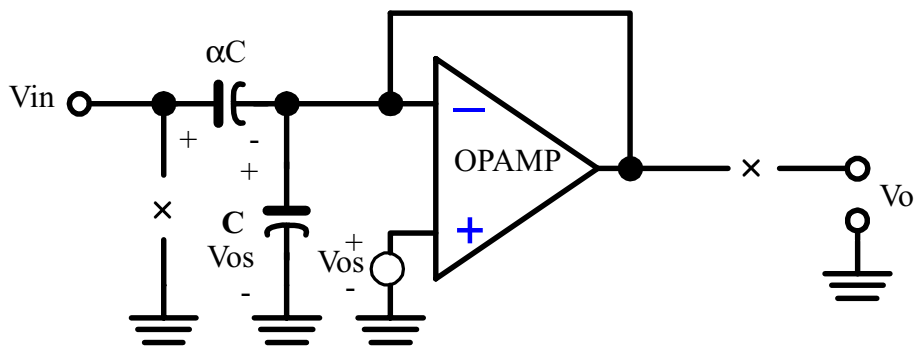 αC
Vin
+ -
+
C
Vos
-
Vos
+
-
−
OPAMP
+
×
×
Vo